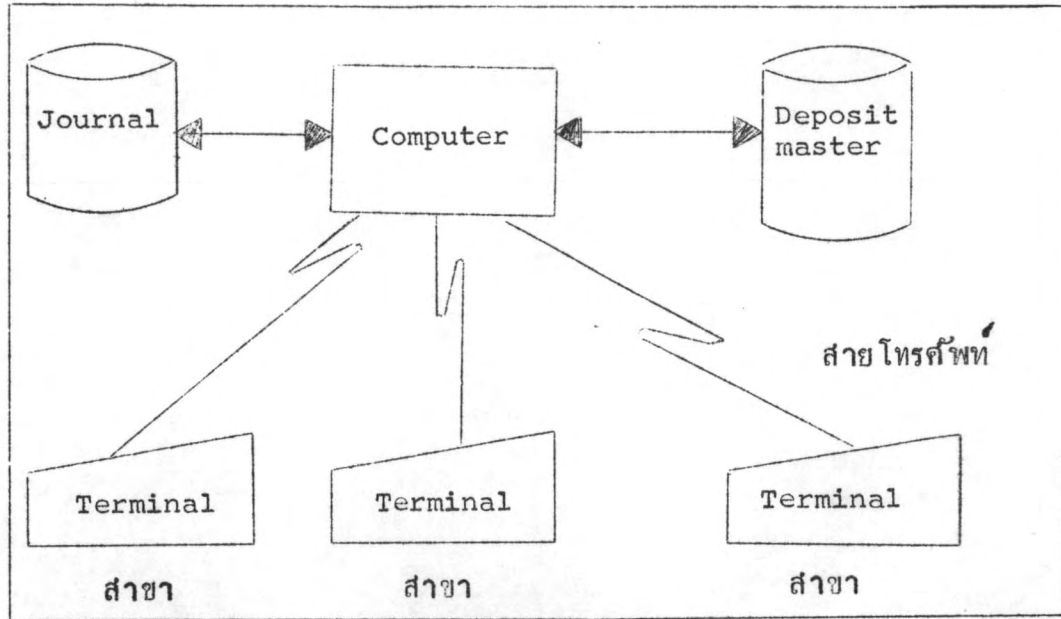 Journal
Computer
Deposit
master
สายโทรศัพท์
Terminal
Terminal
Terminal
สาขา
สาขา
สาขา